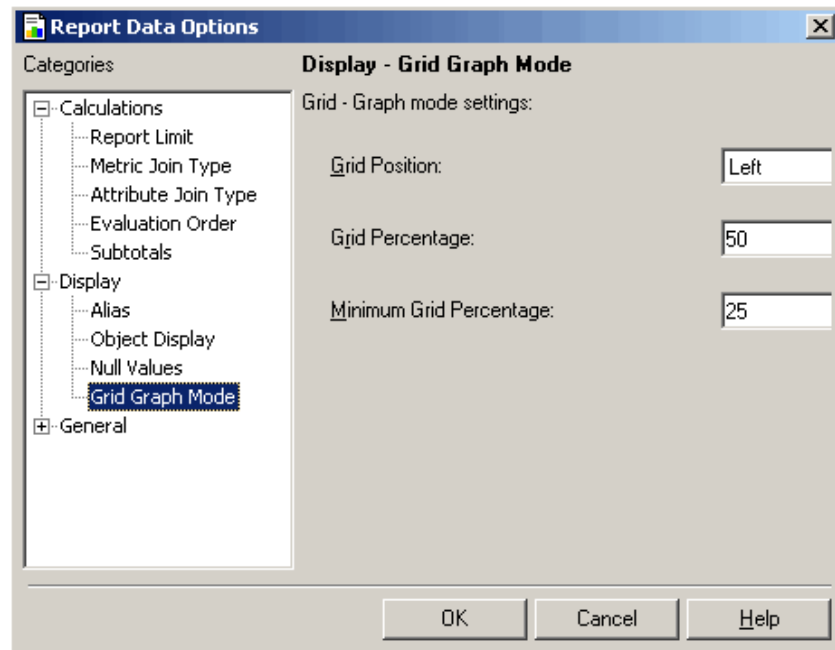 Report Data Options
Categories
Calculations
Report Limit
Metric Join Type
Attribute Join Type
Evaluation Order
Subtotals
Display
Alias
Object Display
Null Values
Grid Graph Mode
General
Display - Grid Graph Mode
Grid - Graph mode settings:
Grid Position: Left
Grid Percentage: 50
Minimum Grid Percentage: 25
OK Cancel Help